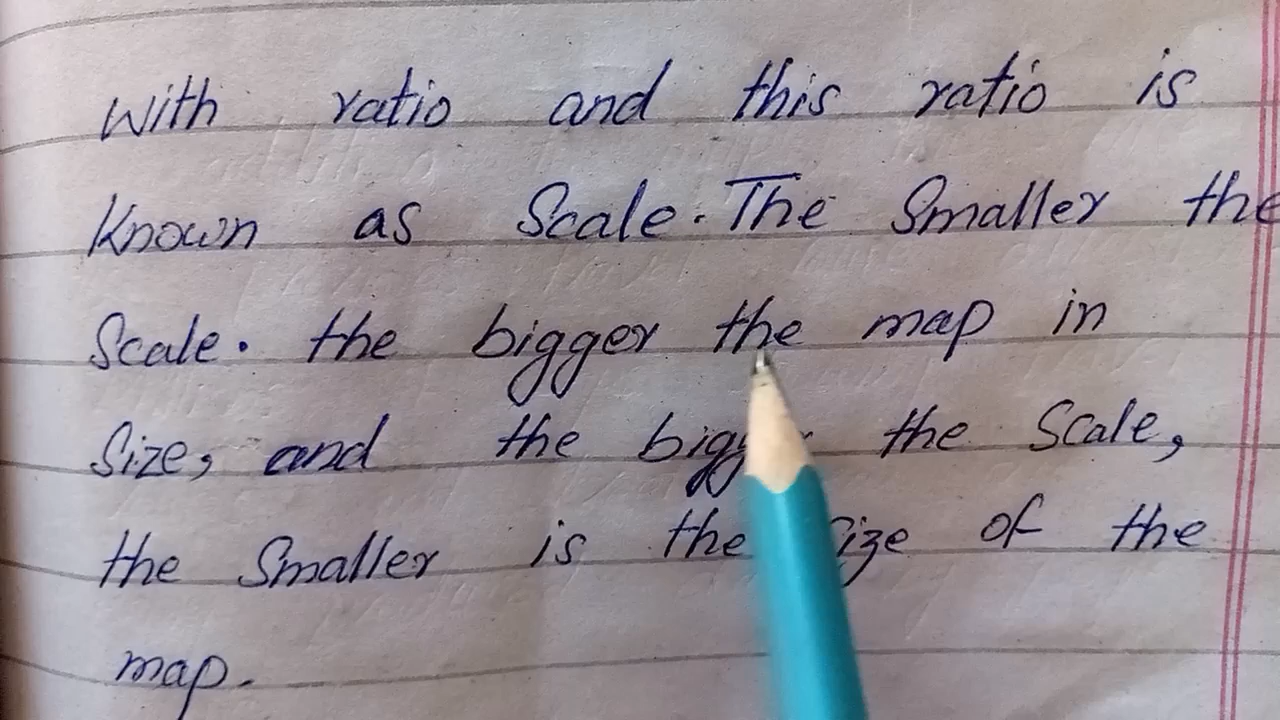 With ratio and this ratio is
Known as Scale. The Smaller the
Scale. the bigger the map in
Size, and the the Scale,
the Smaller is the of the
map.